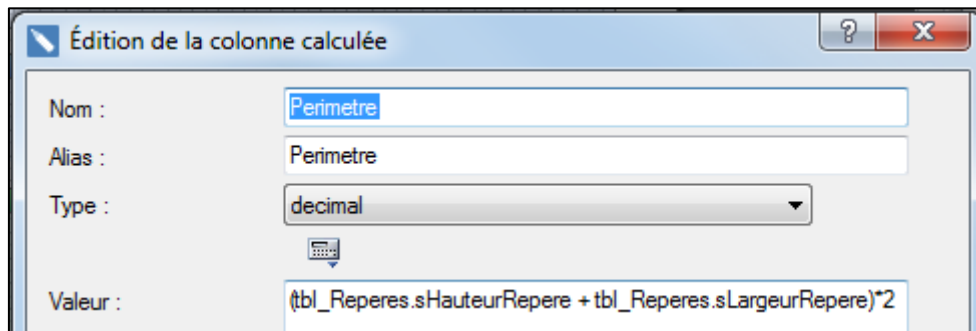 Édition de la colonne calculée
Nom : Perimetre
Alias : Perimetre
Type : decimal
Valeur : (tbl_Reperes.sHauteurRepere + tbl_Reperes.sLargeurRepere)*2